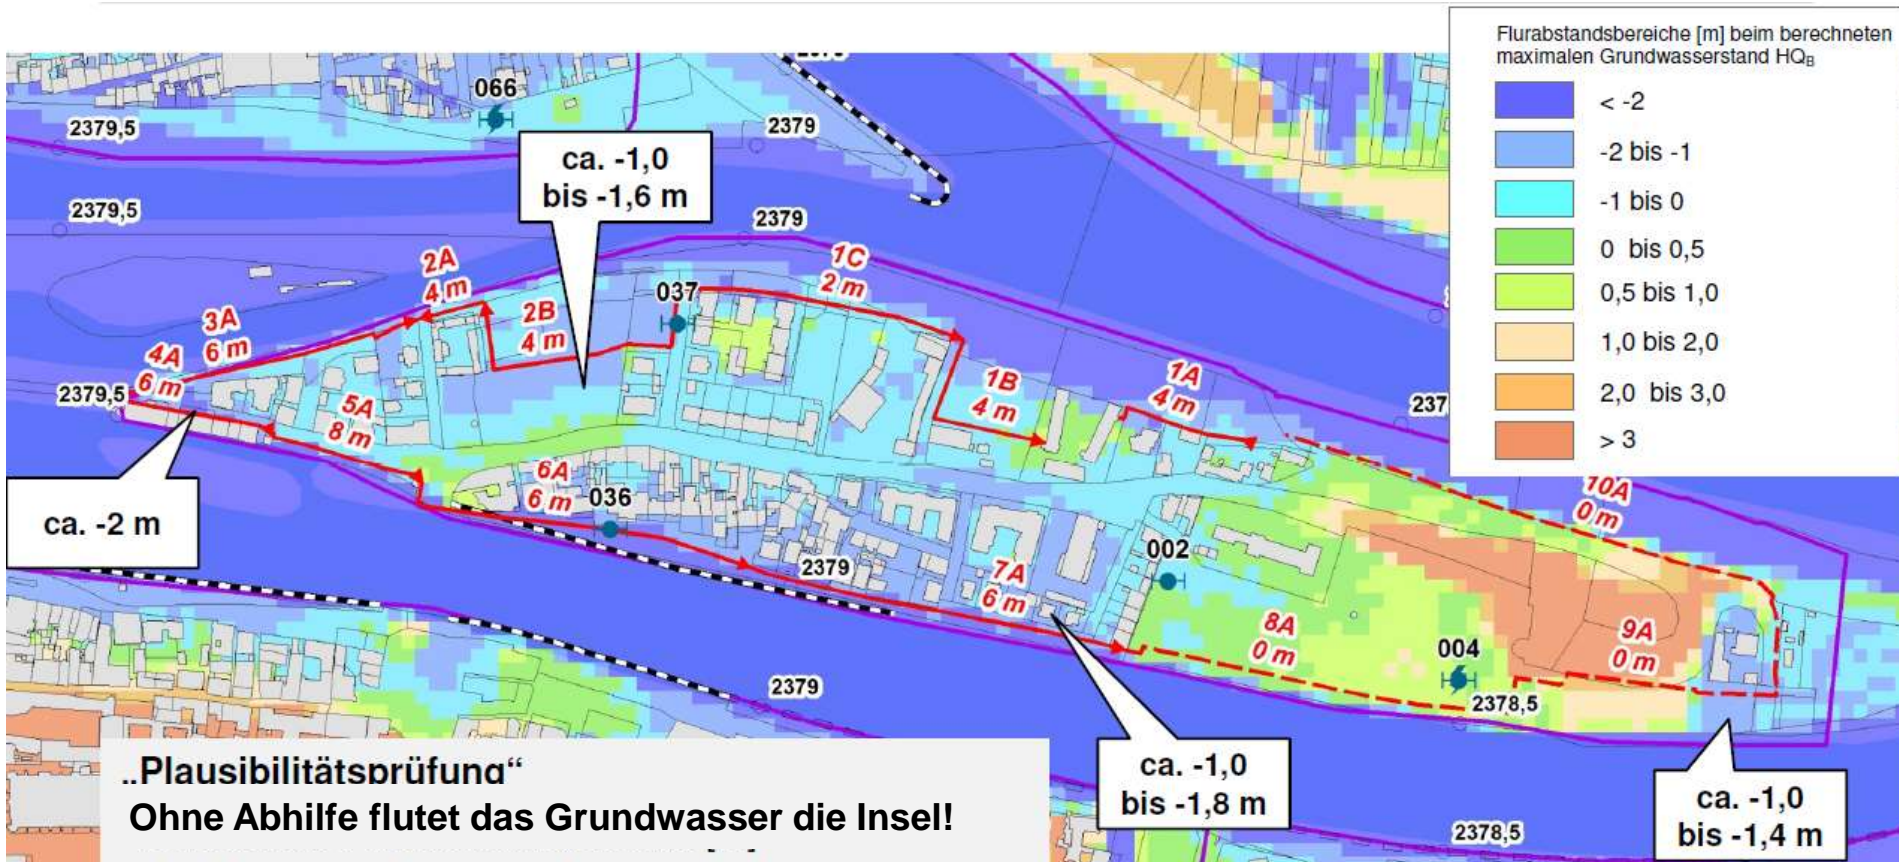 Flurabstandsbereiche [m] beim berechneten
maximalen Grundwasserstand HQB
< -2
-2 bis -1
-1 bis 0
0 bis 0,5
0,5 bis 1,0
1,0 bis 2,0
2,0 bis 3,0
> 3
2379
066
2379,5
2379
ca. -1,0
bis -1,6 m
2379,5
2379
2A
4 m
1C
2 m
037
3A
6 m
2B
4 m
4A
6 m
1A
4 m
1B
4 m
2379,5
5A
8 m
237
6A
6 m
036
10A
0 m
ca. -2 m
002
2379
7A
6 m
8A
0 m
9A
0 m
004
2379
2378,5
„Plausibilitätsprüfung“
Ohne Abhilfe flutet das Grundwasser die Insel!
ca. -1,0
bis -1,8 m
ca. -1,0
bis -1,4 m
2378,5